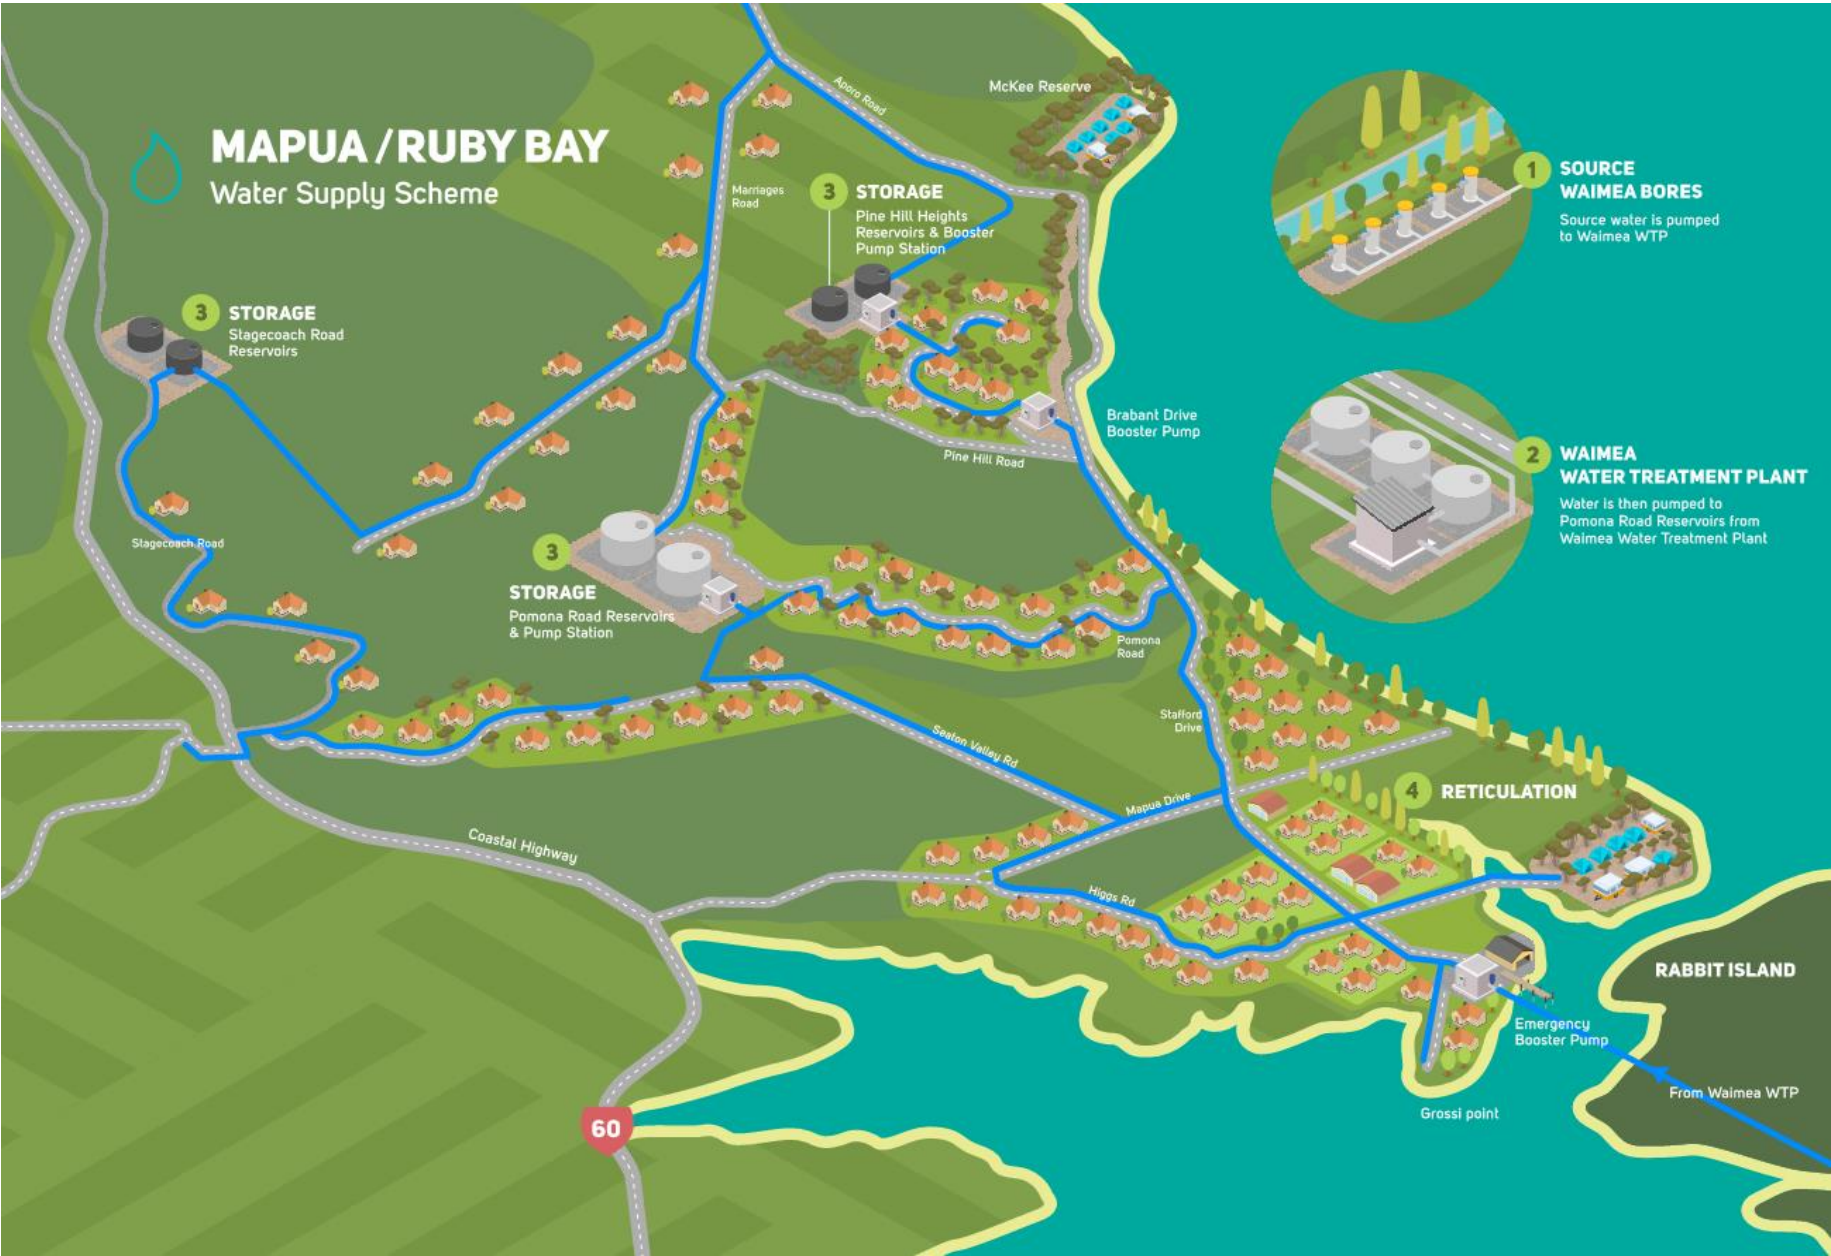 MAPUA / RUBY BAY
Water Supply Scheme
McKee Reserve
Aporo Road
Marriages
Road
3
STORAGE
Pine Hill Heights
Reservoirs & Booster
Pump Station
1
SOURCE
WAIMEA BORES
Source water is pumped
to Waimea WTP
3
STORAGE
Stagecoach Road
Reservoirs
Brabant Drive
Booster Pump
Pine Hill Road
2
WAIMEA
WATER TREATMENT PLANT
Water is then pumped to
Pomona Road Reservoirs from
Waimea Water Treatment Plant
Stagecoach Road
3
STORAGE
Pomona Road Reservoirs
& Pump Station
Pomona
Road
Stafford
Drive
Seaton Valley Rd
Mapua Drive
4
RETICULATION
Coastal Highway
Higgs Rd
RABBIT ISLAND
Emergency
Booster Pump
From Waimea WTP
Grossi point
60